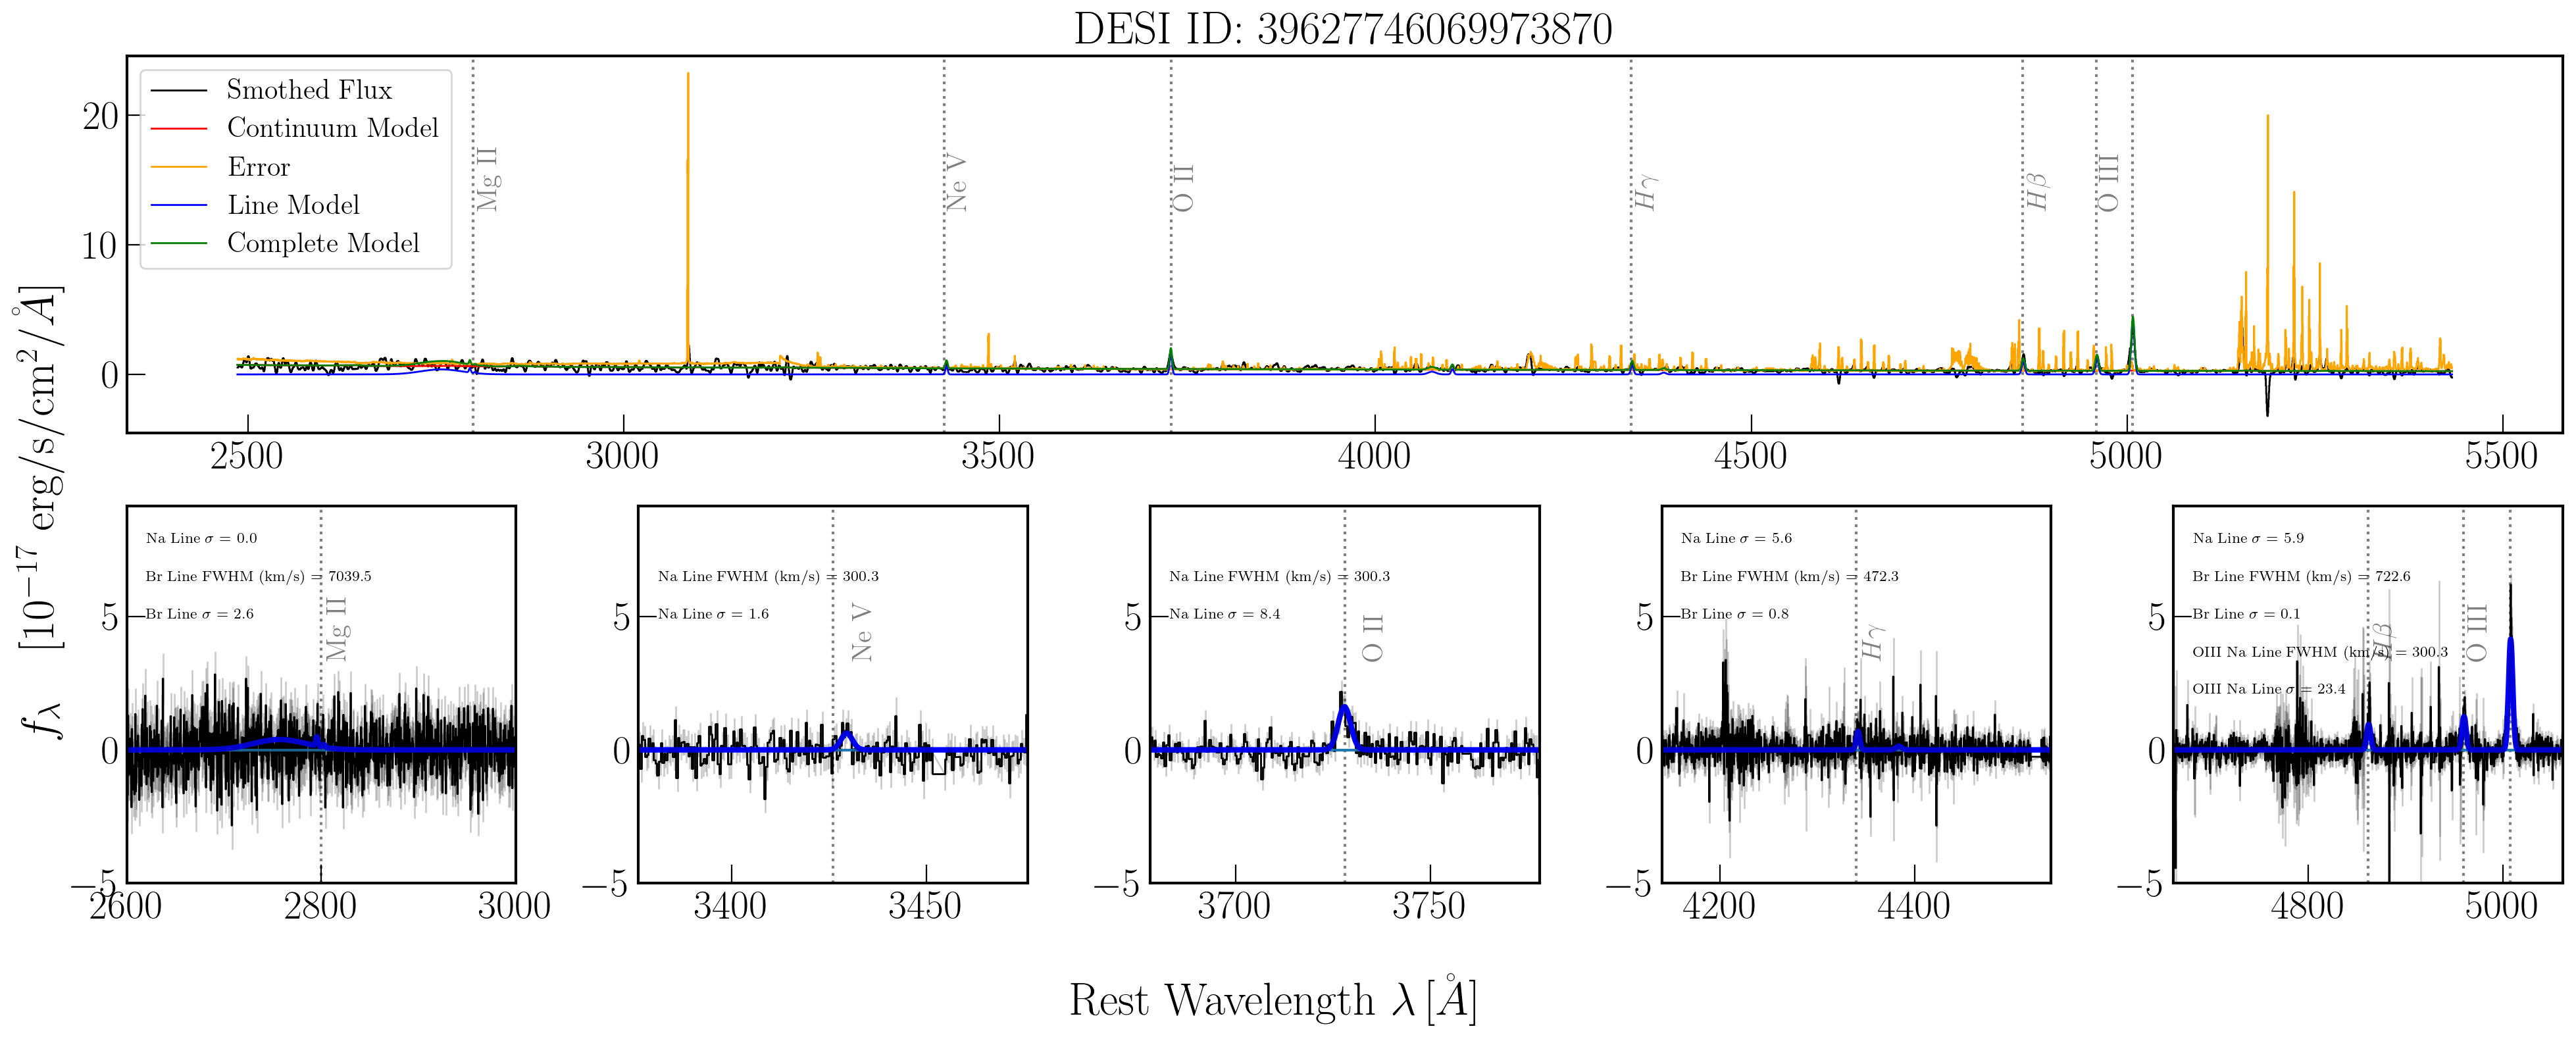 DESI ID: 39627746069973870
Smothed Flux
Continuum Model
Error
Line Model
Complete Model
Mg II
Ne V
O II
Hγ
Hβ
O III
20
10
0
2500 3000 3500 4000 4500 5000 5500
f_λ [10^{-17} erg/s/cm^2/Å]
Na Line σ = 0.0
Br Line FWHM (km/s) = 7039.5
Br Line σ = 2.6
Mg II
5
0
−5
2600 2800 3000
Na Line FWHM (km/s) = 300.3
Na Line σ = 1.6
Ne V
5
0
−5
3400 3450
Na Line FWHM (km/s) = 300.3
Na Line σ = 8.4
O II
5
0
−5
3700 3750
Na Line σ = 5.6
Br Line FWHM (km/s) = 472.3
Br Line σ = 0.8
Hγ
5
0
−5
4200 4400
Na Line σ = 5.9
Br Line FWHM (km/s) = 722.6
Br Line σ = 0.1
OIII Na Line FWHM (km/s) = 300.3
OIII Na Line σ = 23.4
Hβ
O III
5
0
−5
4800 5000
Rest Wavelength λ [Å]